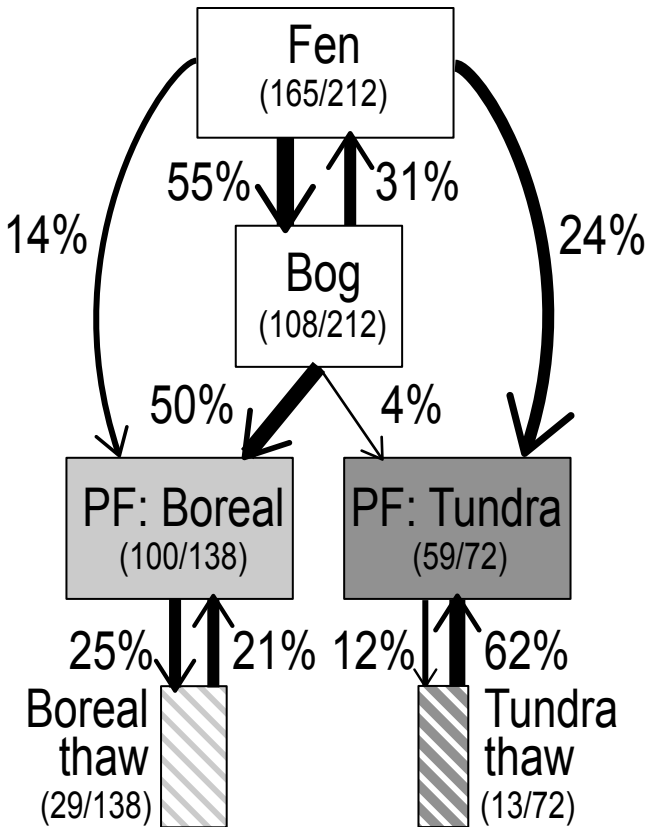 Fen
(165/212)
55%
31%
14%
24%
Bog
(108/212)
50%
4%
PF: Boreal
(100/138)
PF: Tundra
(59/72)
25%
21%
12%
62%
Boreal
thaw
(29/138)
Tundra
thaw
(13/72)